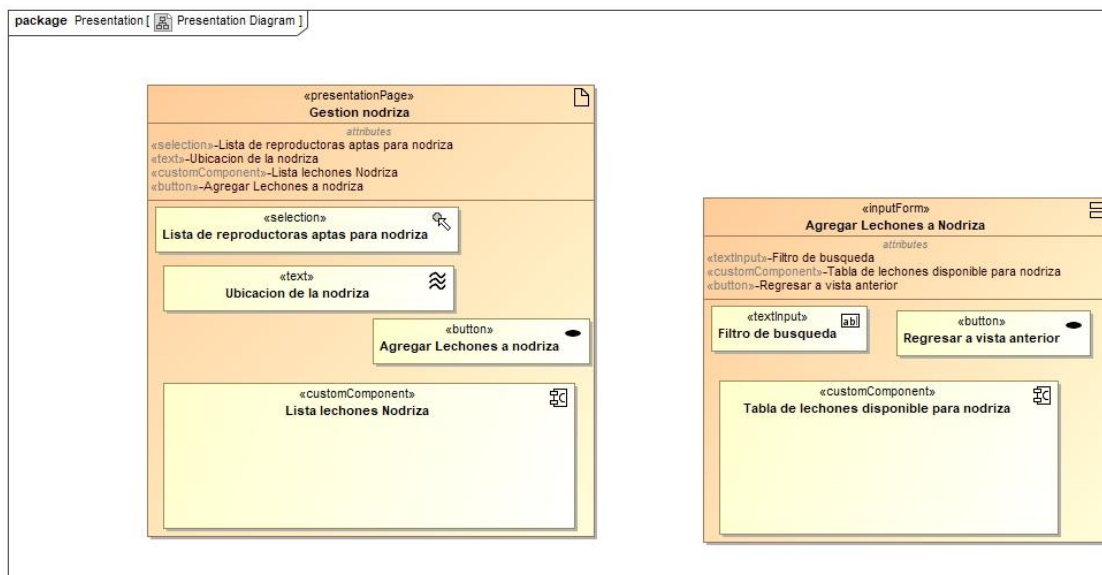 package Presentation [ Presentation Diagram ]
«presentationPage»
Gestion nodriza
attributes
«selection»-Lista de reproductoras aptas para nodriza
«text»-Ubicacion de la nodriza
«customComponent»-Lista lechones Nodriza
«button»-Agregar Lechones a nodriza
«selection»
Lista de reproductoras aptas para nodriza
«text»
Ubicacion de la nodriza
«button»
Agregar Lechones a nodriza
«customComponent»
Lista lechones Nodriza
«inputForm»
Agregar Lechones a Nodriza
attributes
«textInput»-Filtro de busqueda
«customComponent»-Tabla de lechones disponible para nodriza
«button»-Regresar a vista anterior
«textInput»
Filtro de busqueda
ab
«button»
Regresar a vista anterior
«customComponent»
Tabla de lechones disponible para nodriza